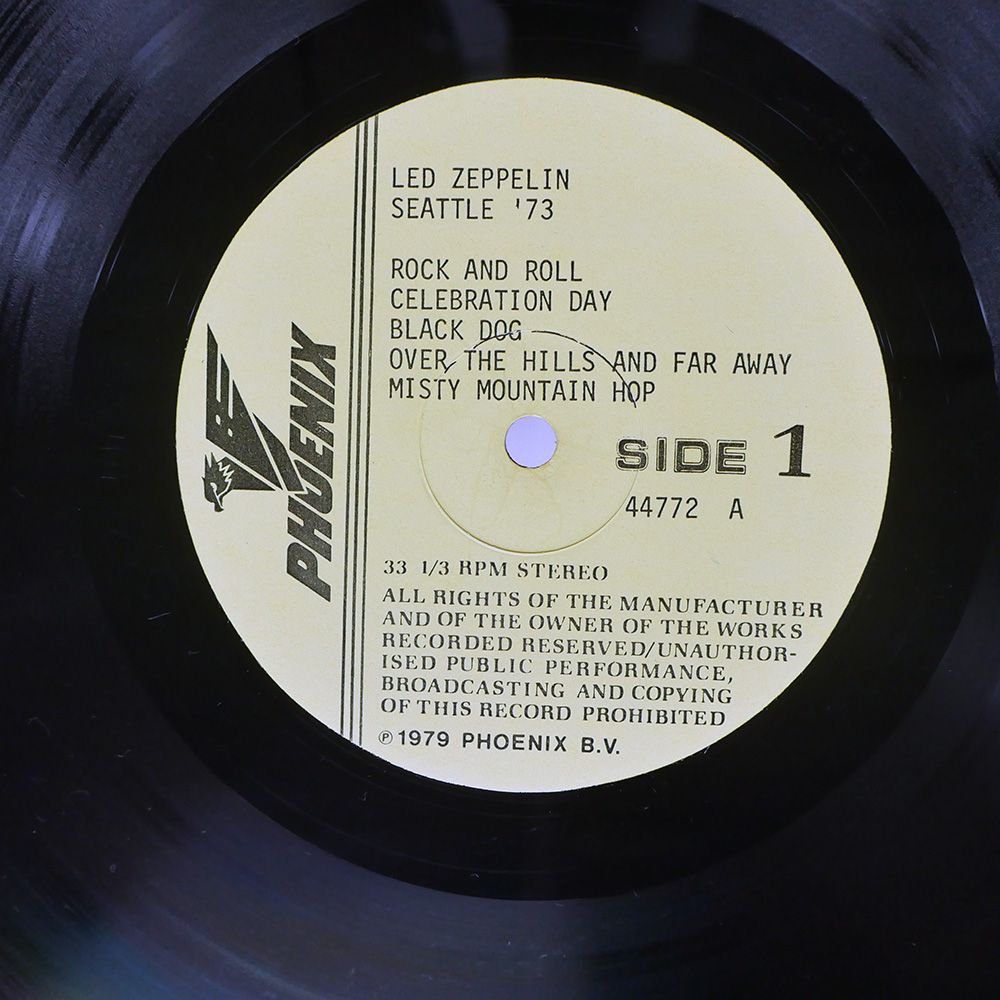 LED ZEPPELIN
SEATTLE '73
ROCK AND ROLL
CELEBRATION DAY
BLACK DOG
OVER THE HILLS AND FAR AWAY
MISTY MOUNTAIN HOP
SIDE 1
44772 A
PHOENIX
33 1/3 RPM STEREO
ALL RIGHTS OF THE MANUFACTURER
AND OF THE OWNER OF THE WORKS
RECORDED RESERVED/UNAUTHOR-
ISED PUBLIC PERFORMANCE,
BROADCASTING AND COPYING
OF THIS RECORD PROHIBITED
℗ 1979 PHOENIX B.V.